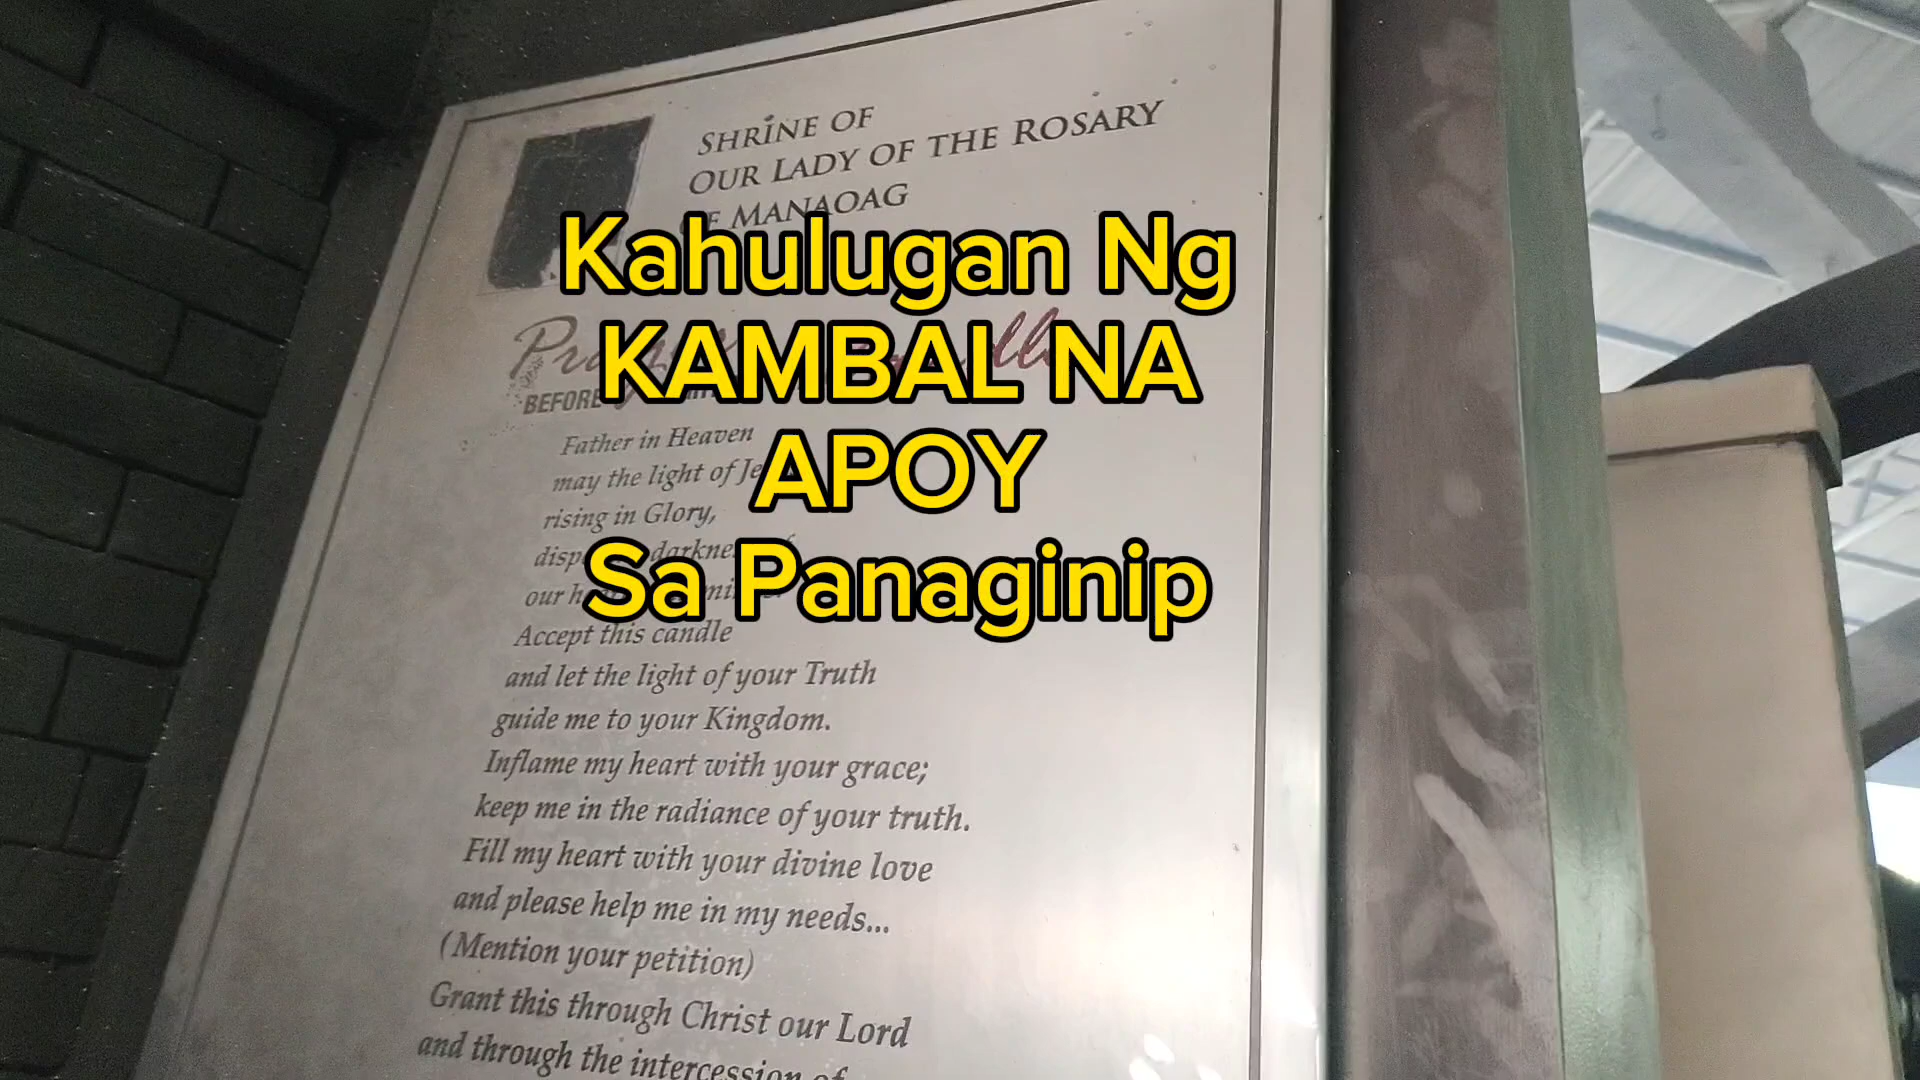 SHRINE OF
OUR LADY OF THE ROSARY
MANAOAG
Kahulugan Ng
KAMBAL NA
APOY
Sa Panaginip
BEFORE
Father in Heaven
may the light of
rising in Glory,
our
Accept this candle
and let the light of your Truth
guide me to your Kingdom.
Inflame my heart with your grace;
keep me in the radiance of your truth.
Fill my heart with your divine love
and please help me in my needs...
(Mention your petition)
Grant this through Christ our Lord
and through the intercession of